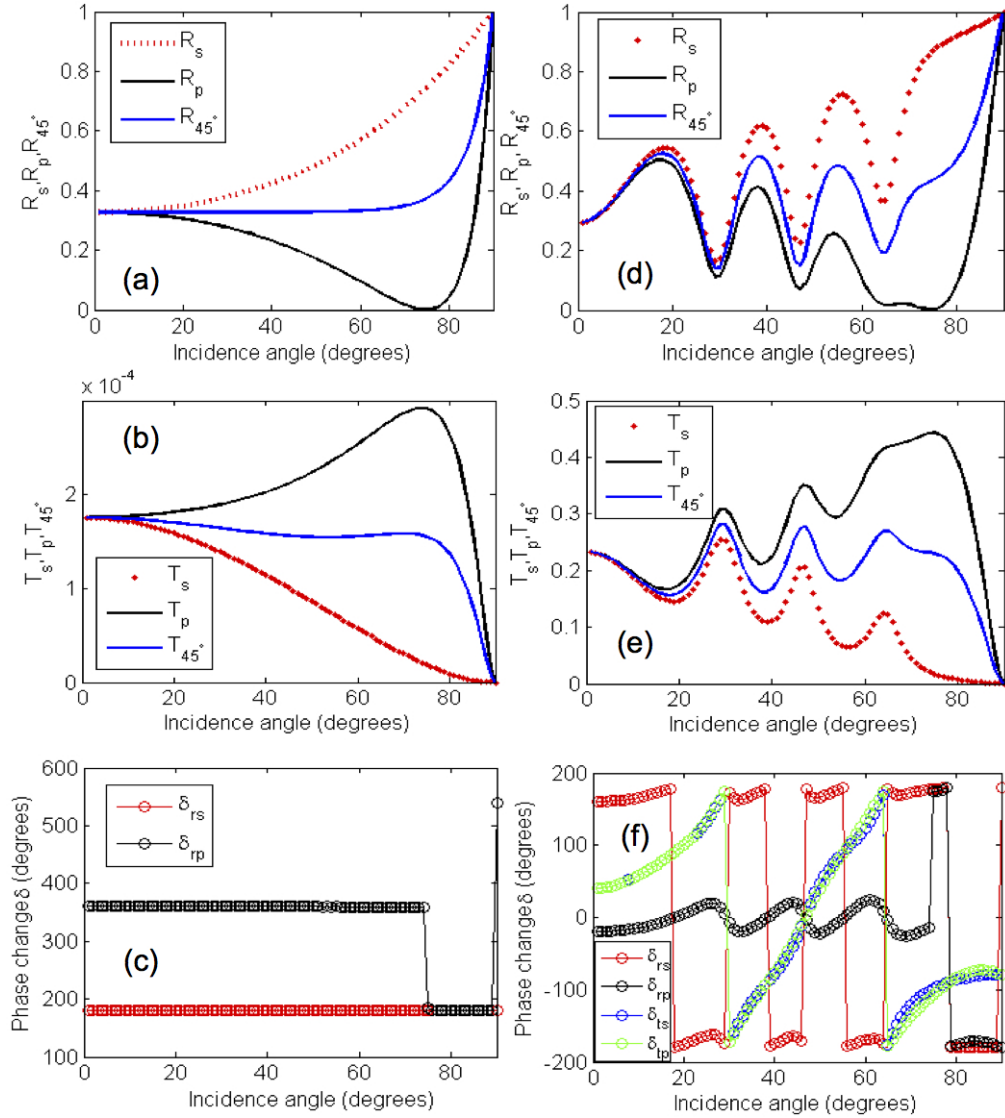 1
0.8
0.6
0.4
0.2
0
R_s,R_p,R_45°
R_s
R_p
R_45°
(a)
0 20 40 60 80
Incidence angle (degrees)
1
0.8
0.6
0.4
0.2
0
R_s,R_p,R_45°
R_s
R_p
R_45°
(d)
0 20 40 60 80
Incidence angle (degrees)
x 10^-4
2
0
T_s,T_p,T_45°
(b)
T_s
T_p
T_45°
0 20 40 60 80
Incidence angle (degrees)
0.5
0.4
0.3
0.2
0.1
0
T_s,T_p,T_45°
T_s
T_p
T_45°
(e)
0 20 40 60 80
Incidence angle (degrees)
600
500
400
300
200
100
Phase change δ (degrees)
δ_rs
δ_rp
(c)
0 20 40 60 80
Incidence angle (degrees)
200
100
0
-100
-200
Phase change δ (degrees)
(f)
δ_rs
δ_rp
δ_ts
δ_tp
0 20 40 60 80
Incidence angle (degrees)